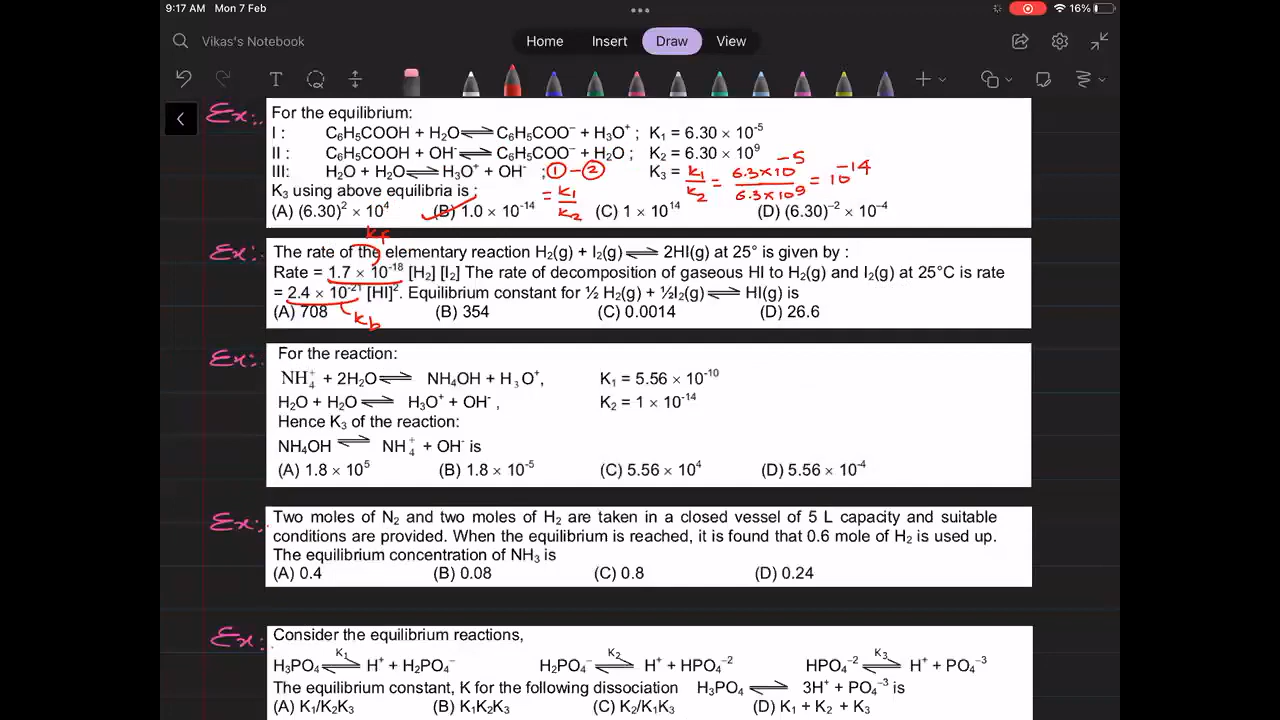 9:17 AM Mon 7 Feb
16%
Vikas's Notebook
Home Insert Draw View
Ex:.
For the equilibrium:
I : C₆H₅COOH + H₂O ⇌ C₆H₅COO⁻ + H₃O⁺ ; K₁ = 6.30 × 10⁻⁵
II : C₆H₅COOH + OH⁻ ⇌ C₆H₅COO⁻ + H₂O ; K₂ = 6.30 × 10⁹
III: H₂O + H₂O ⇌ H₃O⁺ + OH⁻ ; ① – ② K₃ = K₁/K₂ = 6.3×10⁻⁵/6.3×10⁹ = 10⁻¹⁴
K₃ using above equilibria is : = K₁/K₂
(A) (6.30)² × 10⁴ (B) 1.0 × 10⁻¹⁴ (C) 1 × 10¹⁴ (D) (6.30)⁻² × 10⁻⁴
Kf
Ex:.
The rate of the elementary reaction H₂(g) + I₂(g) ⇌ 2HI(g) at 25° is given by :
Rate = 1.7 × 10⁻¹⁸ [H₂] [I₂] The rate of decomposition of gaseous HI to H₂(g) and I₂(g) at 25°C is rate
= 2.4 × 10⁻²¹ [HI]². Equilibrium constant for ½ H₂(g) + ½I₂(g) ⇌ HI(g) is
(A) 708 (B) 354 (C) 0.0014 (D) 26.6
Kb
Ex:.
For the reaction:
NH₄⁺ + 2H₂O ⇌ NH₄OH + H₃O⁺, K₁ = 5.56 × 10⁻¹⁰
H₂O + H₂O ⇌ H₃O⁺ + OH⁻ , K₂ = 1 × 10⁻¹⁴
Hence K₃ of the reaction:
NH₄OH ⇌ NH₄⁺ + OH⁻ is
(A) 1.8 × 10⁵ (B) 1.8 × 10⁻⁵ (C) 5.56 × 10⁴ (D) 5.56 × 10⁻⁴
Ex:.
Two moles of N₂ and two moles of H₂ are taken in a closed vessel of 5 L capacity and suitable
conditions are provided. When the equilibrium is reached, it is found that 0.6 mole of H₂ is used up.
The equilibrium concentration of NH₃ is
(A) 0.4 (B) 0.08 (C) 0.8 (D) 0.24
Ex:.
Consider the equilibrium reactions,
H₃PO₄ ⇌ (K₁) H⁺ + H₂PO₄⁻ H₂PO₄⁻ ⇌ (K₂) H⁺ + HPO₄⁻² HPO₄⁻² ⇌ (K₃) H⁺ + PO₄⁻³
The equilibrium constant, K for the following dissociation H₃PO₄ ⇌ 3H⁺ + PO₄⁻³ is
(A) K₁/K₂K₃ (B) K₁K₂K₃ (C) K₂/K₁K₃ (D) K₁ + K₂ + K₃